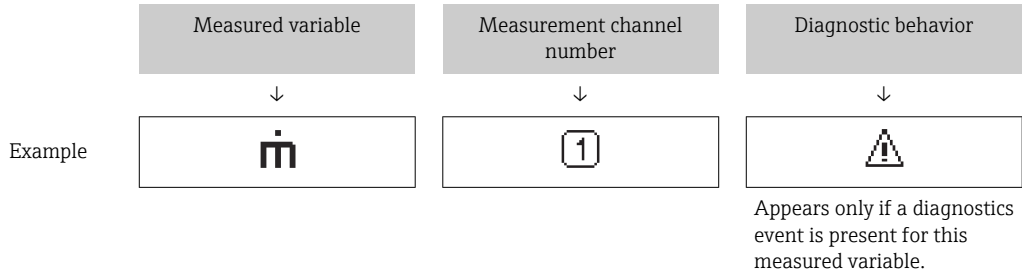 Measured variable
Measurement channel
number
Diagnostic behavior
↓
↓
↓
Example
ṁ
1
Appears only if a diagnostics
event is present for this
measured variable.